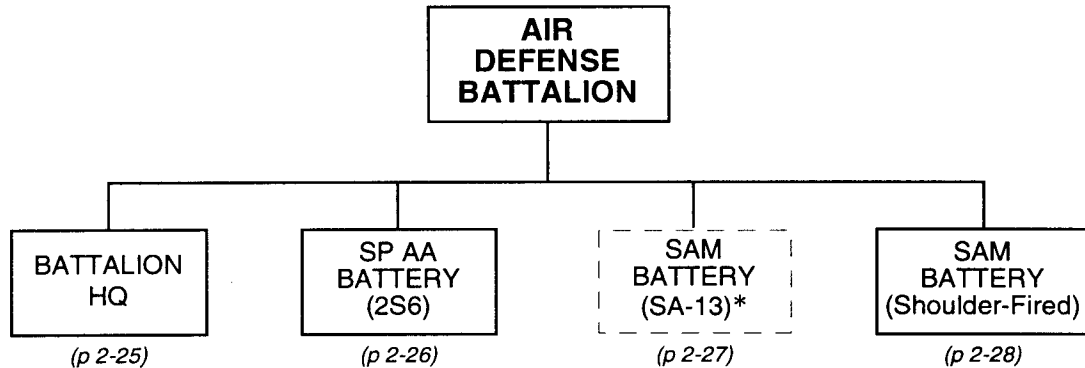 AIR
DEFENSE
BATTALION
BATTALION
HQ
(p 2-25)
SP AA
BATTERY
(2S6)
(p 2-26)
SAM
BATTERY
(SA-13)*
(p 2-27)
SAM
BATTERY
(Shoulder-Fired)
(p 2-28)